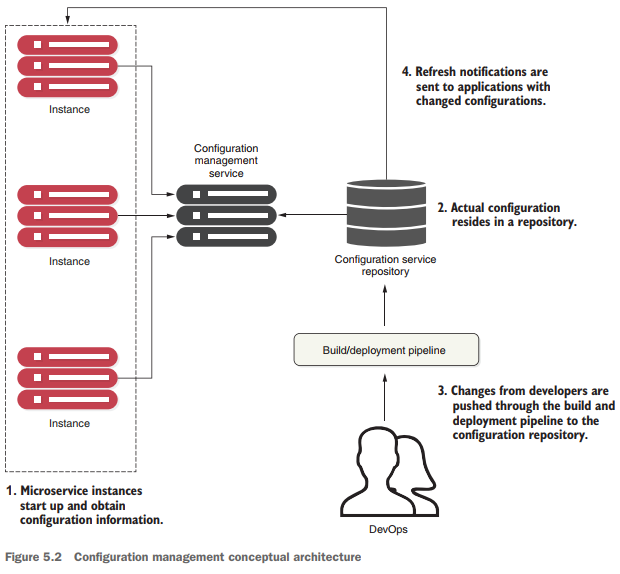 4. Refresh notifications are
sent to applications with
changed configurations.
Instance
Configuration
management
service
2. Actual configuration
resides in a repository.
Instance
Configuration service
repository
Build/deployment pipeline
3. Changes from developers are
pushed through the build and
deployment pipeline to the
configuration repository.
Instance
1. Microservice instances
start up and obtain
configuration information.
DevOps
Figure 5.2 Configuration management conceptual architecture